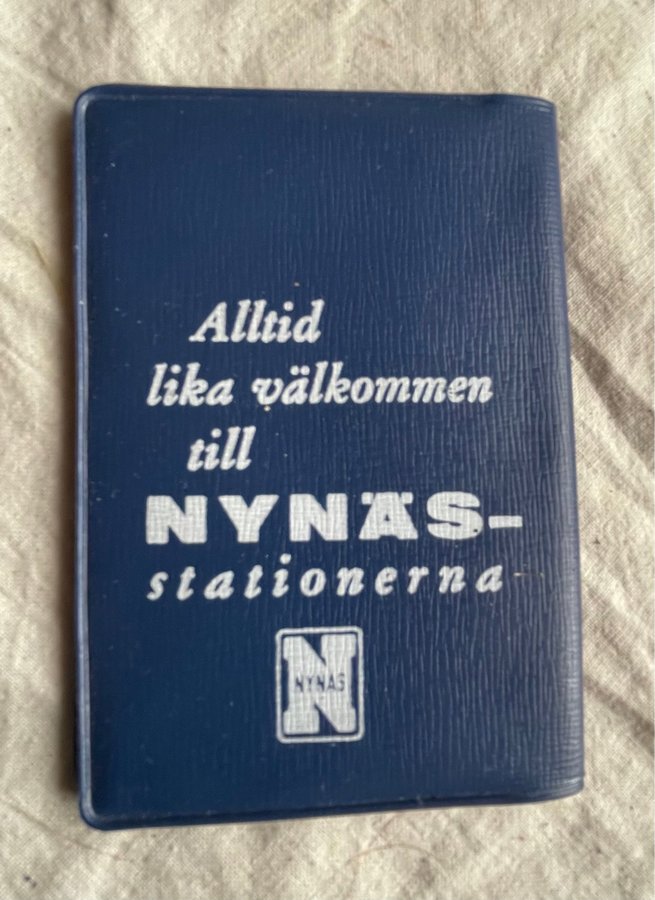 Alltid
lika välkommen
till
NYNÄS-
stationerna
N
NYNÄS